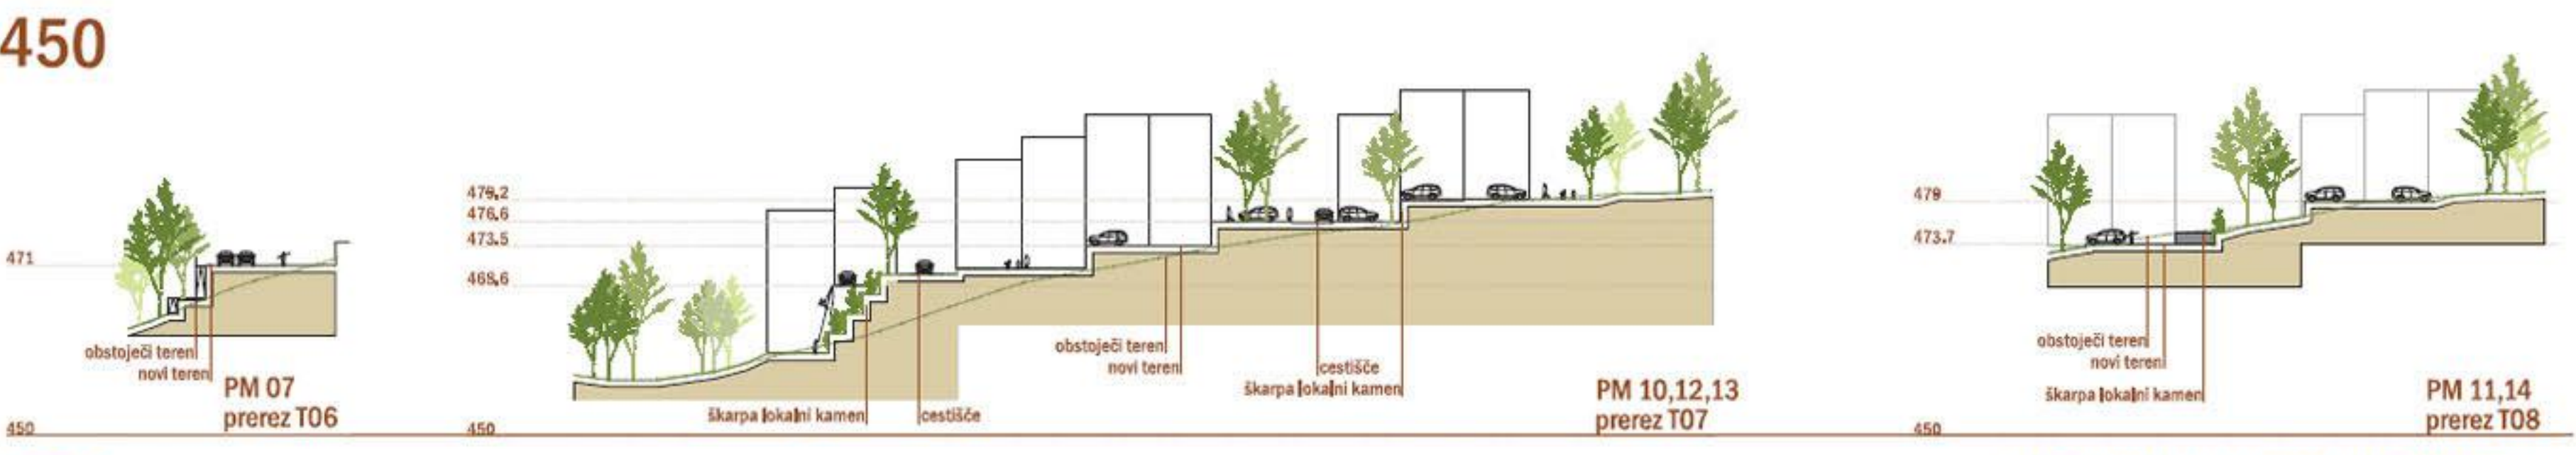 450
471
obstoječi teren
novi teren
PM 07
prerez T06
450
479.2
476.6
473.5
468.6
škarpa lokalni kamen
cestišče
obstoječi teren
novi teren
cestišče
škarpa lokalni kamen
PM 10,12,13
prerez T07
450
479
473.7
obstoječi teren
novi teren
škarpa lokalni kamen
PM 11,14
prerez T08
450